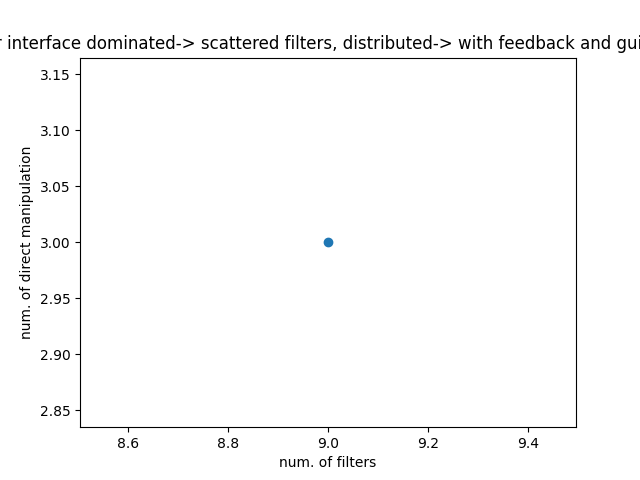 r interface dominated-> scattered filters, distributed-> with feedback and gui
3.15
3.10
3.05
3.00
2.95
2.90
2.85
num. of direct manipulation
8.6 8.8 9.0 9.2 9.4
num. of filters